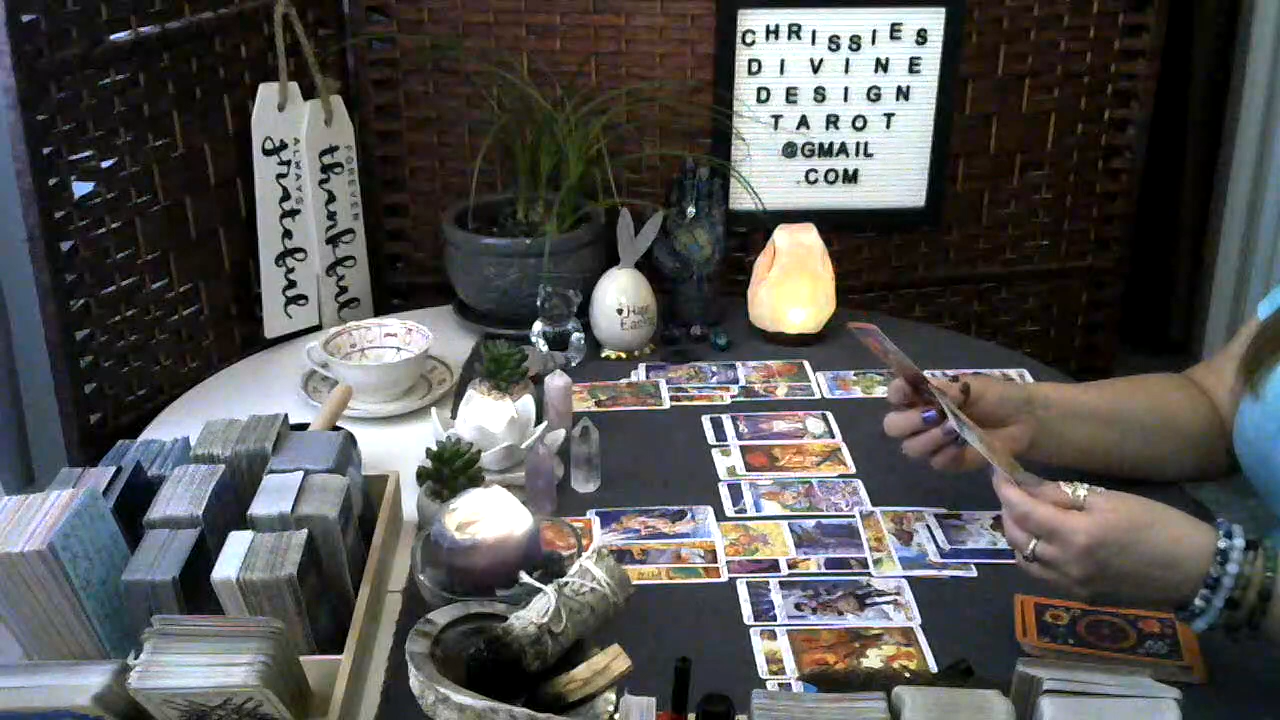 CHRISSIES
DIVINE
DESIGN
TAROT
@GMAIL
.COM
ALWAYS
grateful
FOREVER
thankful